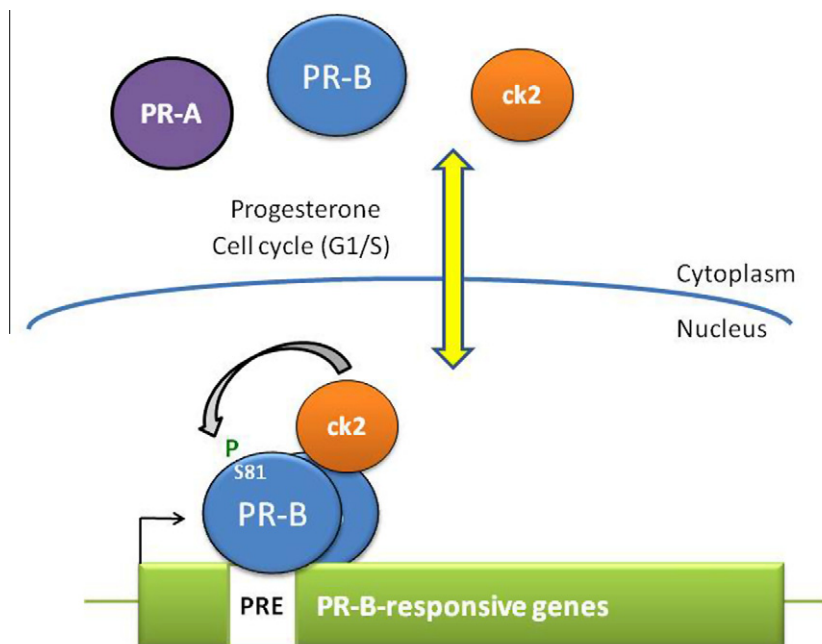 PR-A
PR-B
ck2
Progesterone
Cell cycle (G1/S)
Cytoplasm
Nucleus
ck2
P
S81
PR-B
PRE
PR-B-responsive genes